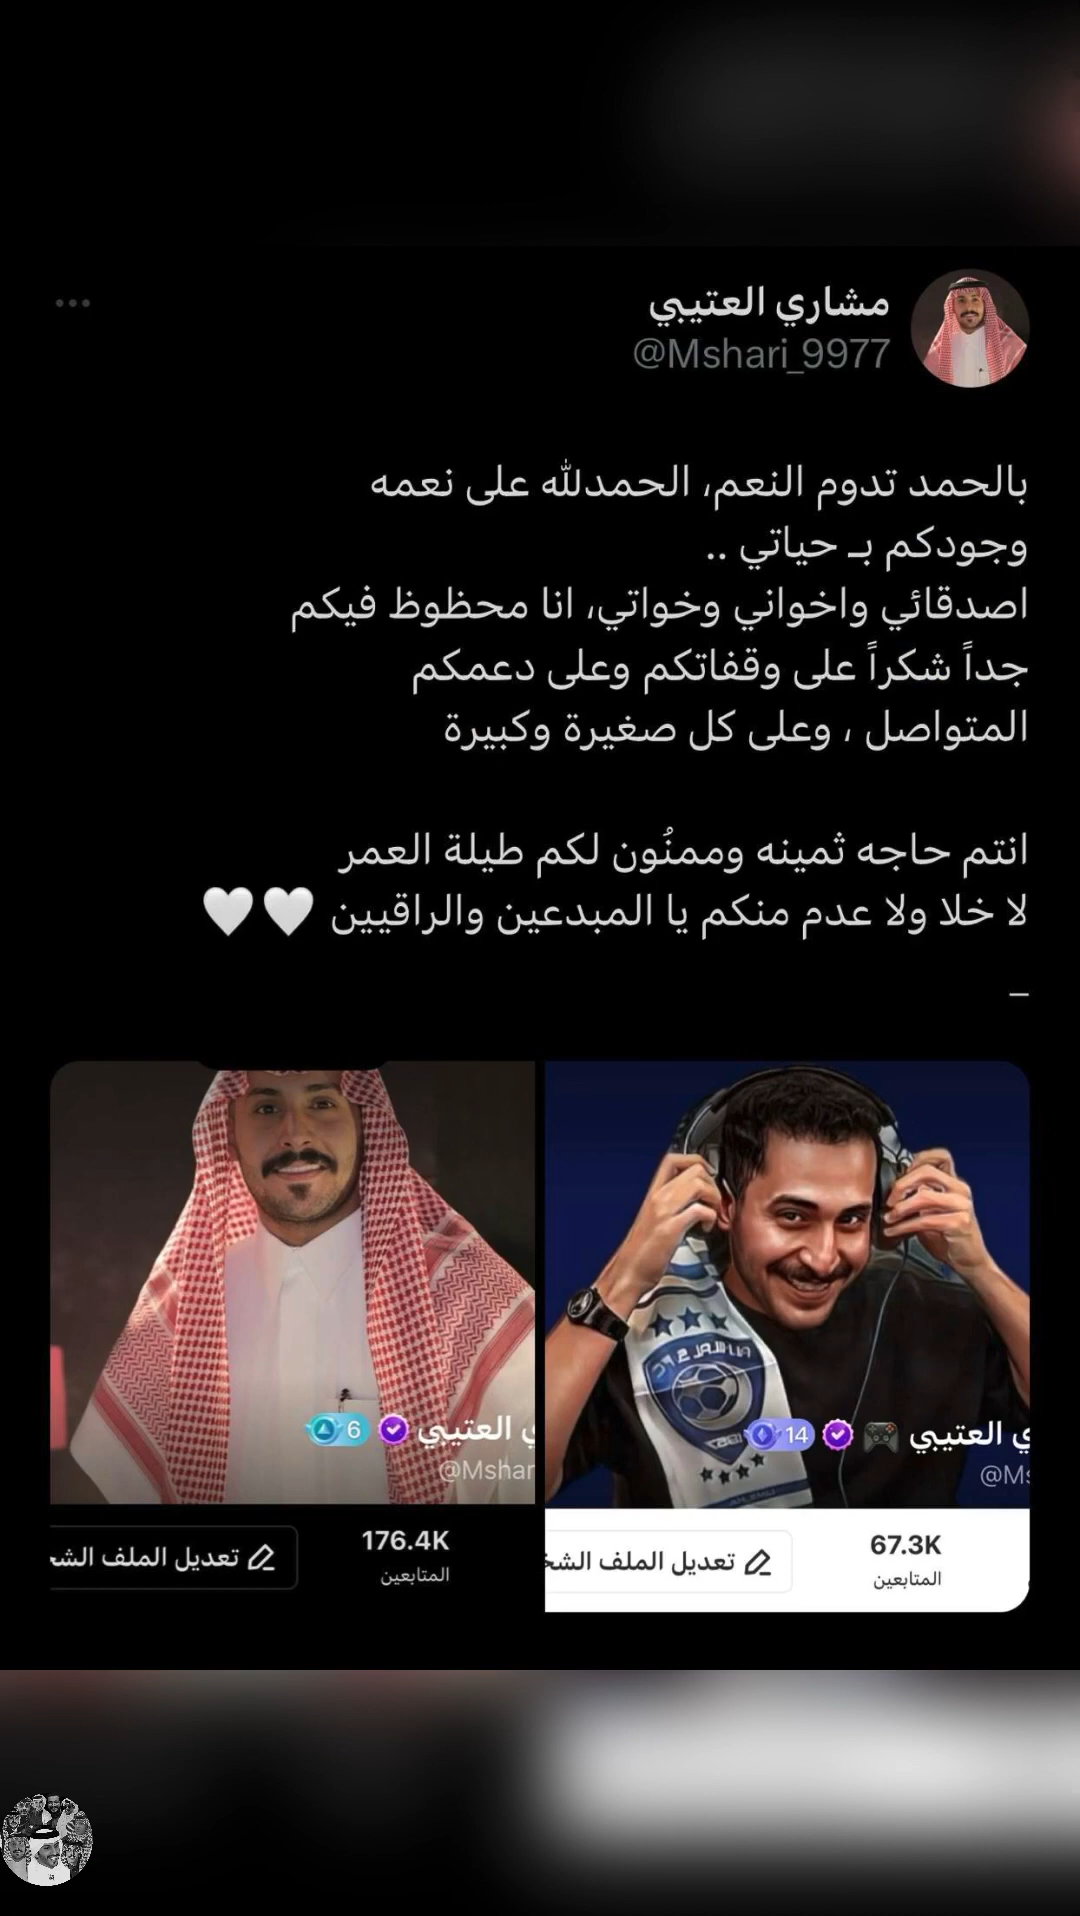 مشاري العتيبي
@Mshari_9977
بالحمد تدوم النعم، الحمدلله على نعمه
وجودكم بـ حياتي ..
اصدقائي واخواني وخواتي، انا محظوظ فيكم
جداً شكراً على وقفاتكم وعلى دعمكم
المتواصل ، وعلى كل صغيرة وكبيرة
انتم حاجه ثمينه وممنُون لكم طيلة العمر
لا خلا ولا عدم منكم يا المبدعين والراقيين 🤍🤍
_
ي العتيبي 🎮 14
@Ms
67.3K
المتابعين
تعديل الملف الشخ
ي العتيبي 6
@Mshar
176.4K
المتابعين
تعديل الملف الش